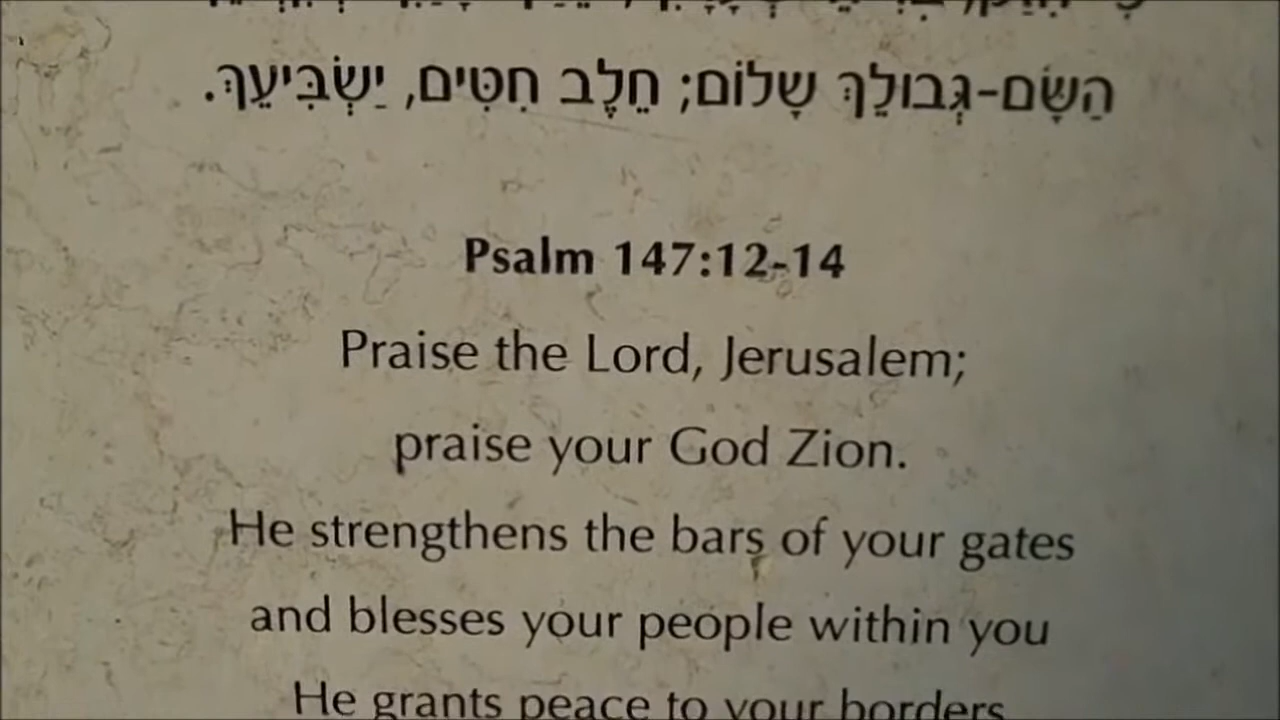 הַשָּׂם-גְּבוּלֵךְ שָׁלוֹם; חֵלֶב חִטִּים, יַשְׂבִּיעֵךְ.
Psalm 147:12-14
Praise the Lord, Jerusalem;
praise your God Zion.
He strengthens the bars of your gates
and blesses your people within you
He grants peace to your borders